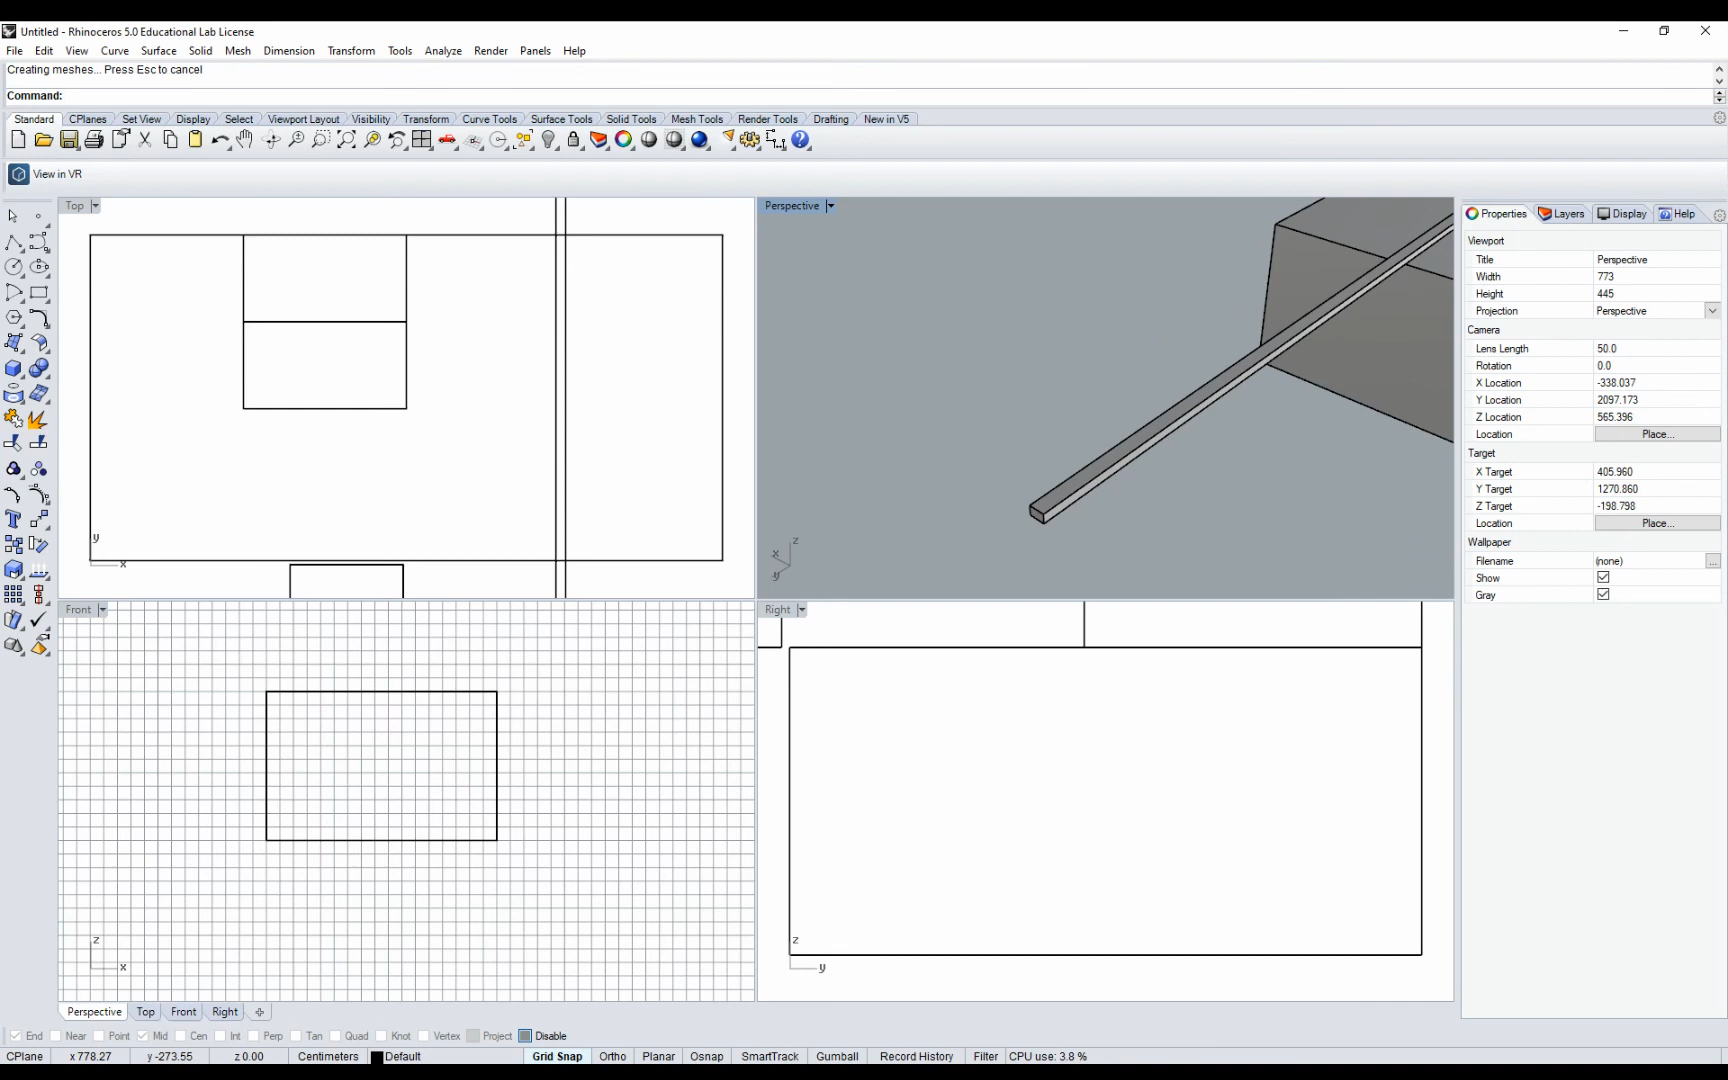 Untitled - Rhinoceros 5.0 Educational Lab License
File Edit View Curve Surface Solid Mesh Dimension Transform Tools Analyze Render Panels Help
Creating meshes... Press Esc to cancel
Command:
Standard CPlanes Set View Display Select Viewport Layout Visibility Transform Curve Tools Surface Tools Solid Tools Mesh Tools Render Tools Drafting New in V5
View in VR
Top
Perspective
Properties Layers Display Help
Viewport
Title Perspective
Width 773
Height 445
Projection Perspective
Camera
Lens Length 50.0
Rotation 0.0
X Location -338.037
Y Location 2097.173
Z Location 565.396
Location Place...
Target
X Target 405.960
Y Target 1270.860
Z Target -198.798
Location Place...
Wallpaper
Filename (none) ...
Show
Gray
y
x
z
x
y
Front
Right
z
x
z
y
Perspective Top Front Right
End Near Point Mid Cen Int Perp Tan Quad Knot Vertex Project Disable
CPlane x 778.27 y -273.55 z 0.00 Centimeters Default Grid Snap Ortho Planar Osnap SmartTrack Gumball Record History Filter CPU use: 3.8 %